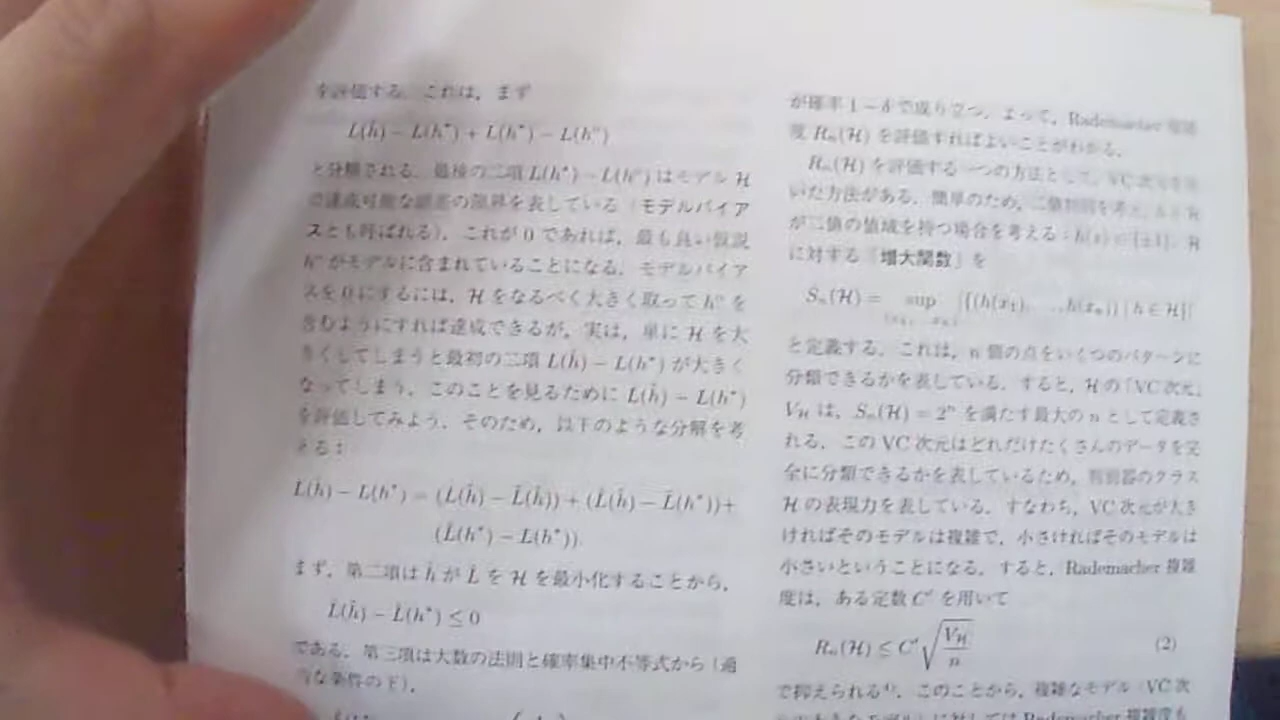 を評価する。これは，まず
L(ĥ) − L(h*) + L(h*) − L(h°)
と分解される．最後の二項 L(h*) − L(h°) はモデル H
の達成可能な誤差の限界を表している（モデルバイア
スとも呼ばれる）．これが 0 であれば，最も良い仮説
h° がモデルに含まれていることになる．モデルバイア
スを 0 にするには，H をなるべく大きく取って h° を
含むようにすれば達成できるが，実は，単に H を大
きくしてしまうと最初の二項 L(ĥ) − L(h*) が大きく
なってしまう．このことを見るために L(ĥ) − L(h*)
を評価してみよう．そのため，以下のような分解を考
える：
L(ĥ) − L(h*) = (L(ĥ) − L̂(ĥ)) + (L̂(ĥ) − L̂(h*))+
(L̂(h*) − L(h*)).
まず，第二項は ĥ が L̂ を H を最小化することから，
L̂(ĥ) − L̂(h*) ≤ 0
である．第三項は大数の法則と確率集中不等式から（適
当な条件の下），
が確率 1 − δ で成り立つ．よって，Rademacher 複雑
度 Rn(H) を評価すればよいことがわかる．
Rn(H) を評価する一つの方法として，VC 次元を用
いた方法がある．簡単のため，二値判別を考え，h ∈ H
が二値の値域を持つ場合を考える：h(x) ∈ {±1}．H
に対する「増大関数」を
Sn(H) = sup |{(h(x1), ..., h(xn)) | h ∈ H}|
と定義する．これは，n 個の点をいくつのパターンに
分類できるかを表している．すると，H の「VC 次元」
VH は，Sn(H) = 2ⁿ を満たす最大の n として定義さ
れる．この VC 次元はどれだけたくさんのデータを完
全に分類できるかを表しているため，判別器のクラス
H の表現力を表している．すなわち，VC 次元が大き
ければそのモデルは複雑で，小さければそのモデルは
小さいということになる．すると，Rademacher 複雑
度は，ある定数 C′ を用いて
Rn(H) ≤ C′√(VH/n) (2)
で抑えられる⁴⁾．このことから，複雑なモデル（VC 次